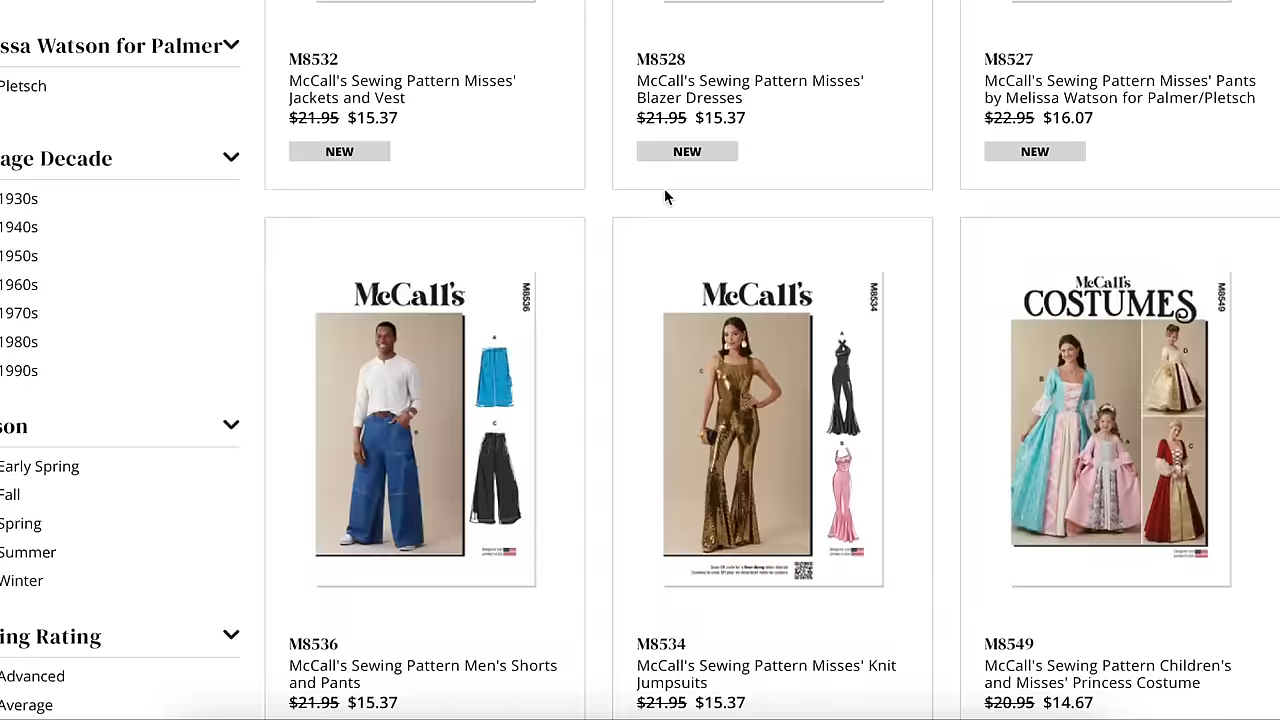 ssa Watson for Palmer
Pletsch
age Decade
1930s
1940s
1950s
1960s
1970s
1980s
1990s
son
Early Spring
Fall
Spring
Summer
Winter
ing Rating
Advanced
Average
M8532
McCall's Sewing Pattern Misses'
Jackets and Vest
$21.95 $15.37
NEW
M8528
McCall's Sewing Pattern Misses'
Blazer Dresses
$21.95 $15.37
NEW
M8527
McCall's Sewing Pattern Misses' Pants
by Melissa Watson for Palmer/Pletsch
$22.95 $16.07
NEW
McCall's
M8536
A
B
C
M8536
McCall's Sewing Pattern Men's Shorts
and Pants
$21.95 $15.37
McCall's
M8534
C
A
B
M8534
McCall's Sewing Pattern Misses' Knit
Jumpsuits
$21.95 $15.37
McCall's
COSTUMES
M8549
B
A
D
C
M8549
McCall's Sewing Pattern Children's
and Misses' Princess Costume
$20.95 $14.67